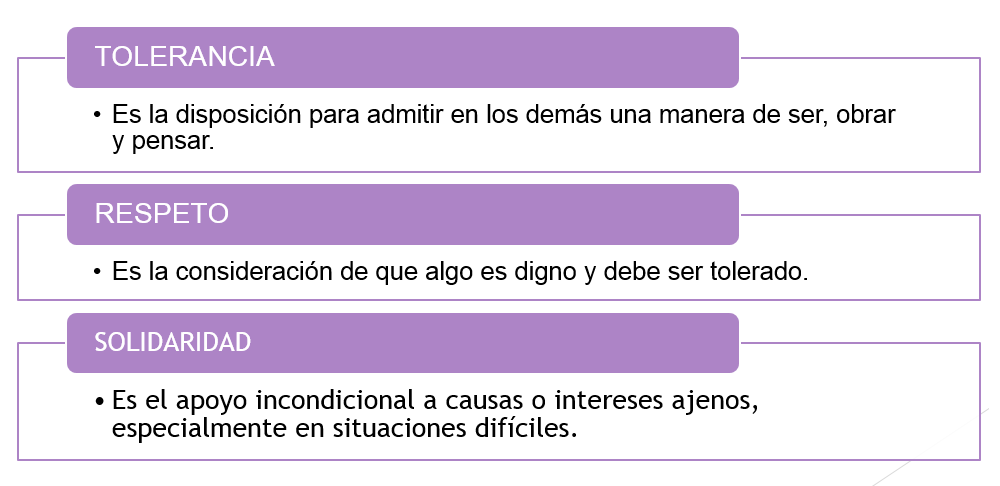 TOLERANCIA
• Es la disposición para admitir en los demás una manera de ser, obrar
y pensar.
RESPETO
• Es la consideración de que algo es digno y debe ser tolerado.
SOLIDARIDAD
• Es el apoyo incondicional a causas o intereses ajenos,
especialmente en situaciones difíciles.